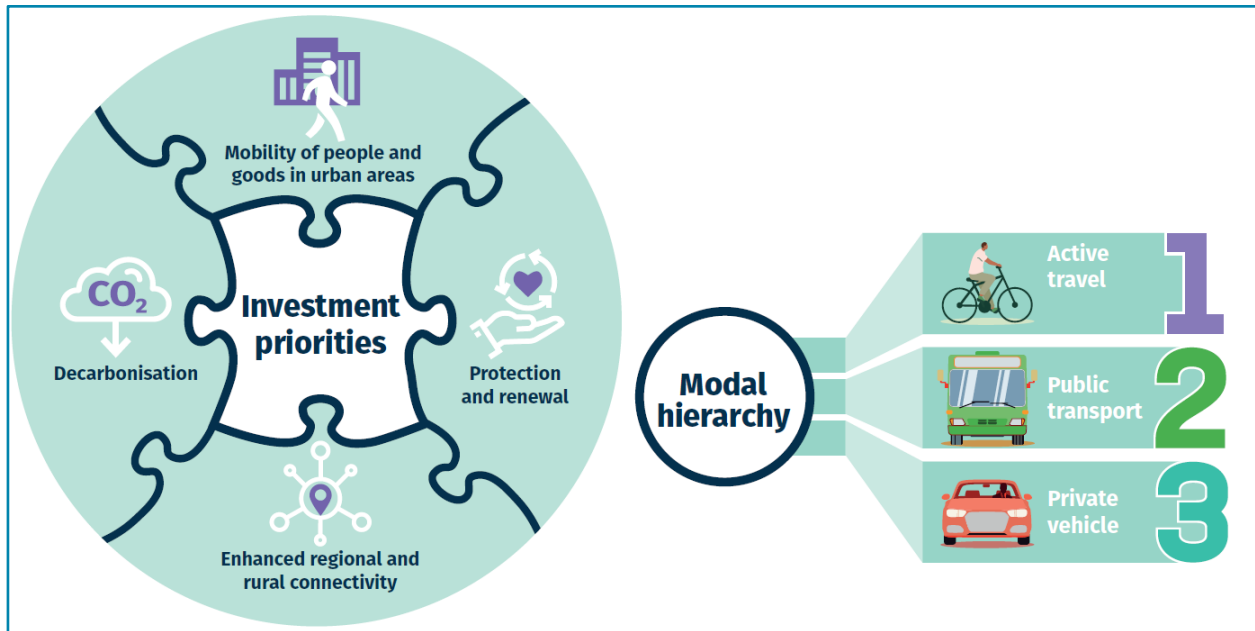 Mobility of people and
goods in urban areas
CO₂
Decarbonisation
Investment
priorities
Protection
and renewal
Enhanced regional and
rural connectivity
Modal
hierarchy
Active
travel
1
Public
transport
2
Private
vehicle
3